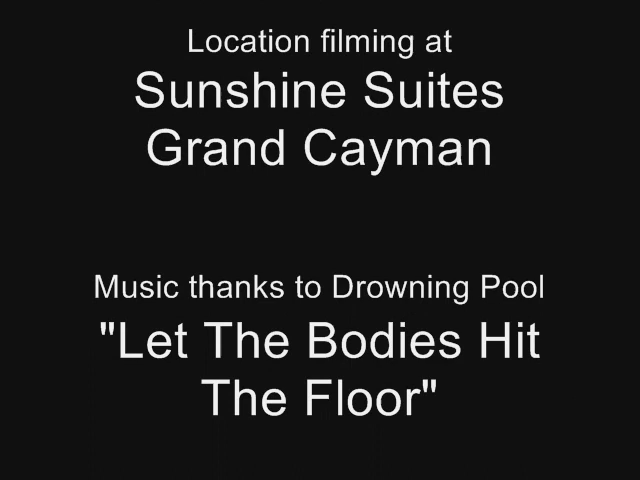 Location filming at
Sunshine Suites
Grand Cayman
Music thanks to Drowning Pool
"Let The Bodies Hit
The Floor"